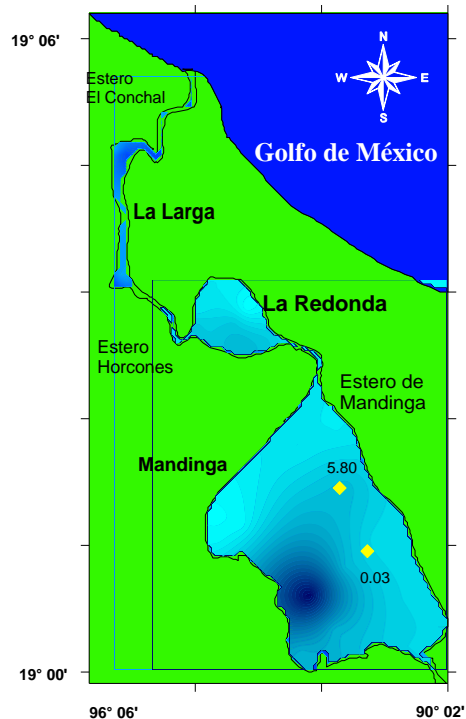 19° 06'
N
W E
S
Estero
El Conchal
Golfo de México
La Larga
La Redonda
Estero
Horcones
Estero de
Mandinga
Mandinga
5.80
0.03
19° 00'
96° 06' 90° 02'